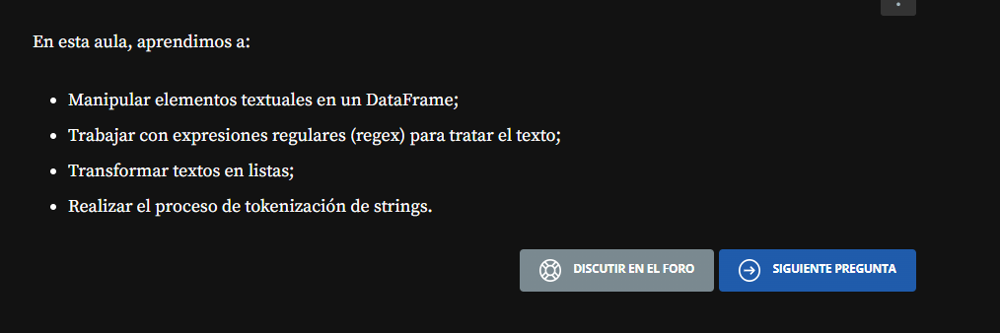 En esta aula, aprendimos a:
• Manipular elementos textuales en un DataFrame;
• Trabajar con expresiones regulares (regex) para tratar el texto;
• Transformar textos en listas;
• Realizar el proceso de tokenización de strings.
DISCUTIR EN EL FORO SIGUIENTE PREGUNTA